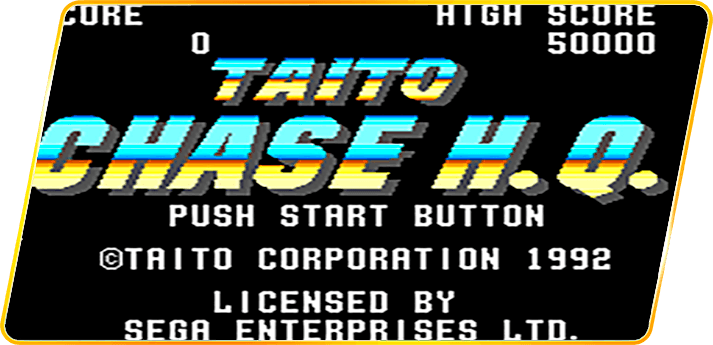 CORE HIGH SCORE
0 50000
TAITO
CHASE H.Q.
PUSH START BUTTON
©TAITO CORPORATION 1992
LICENSED BY
SEGA ENTERPRISES LTD.